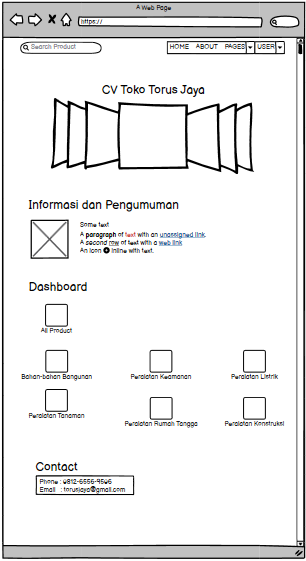 A Web Page
https://
Search Product
HOME ABOUT PAGES USER
CV Toko Torus Jaya
Informasi dan Pengumuman
Some text
A paragraph of text with an unassigned link.
A second row of text with a web link
An icon inline with text.
Dashboard
All Product
Bahan-bahan Bangunan
Peralatan Keamanan
Peralatan Listrik
Peralatan Tanaman
Peralatan Rumah Tangga
Peralatan Konstruksi
Contact
Phone : 0812-6556-9506
Email : torusjaya@gmail.com